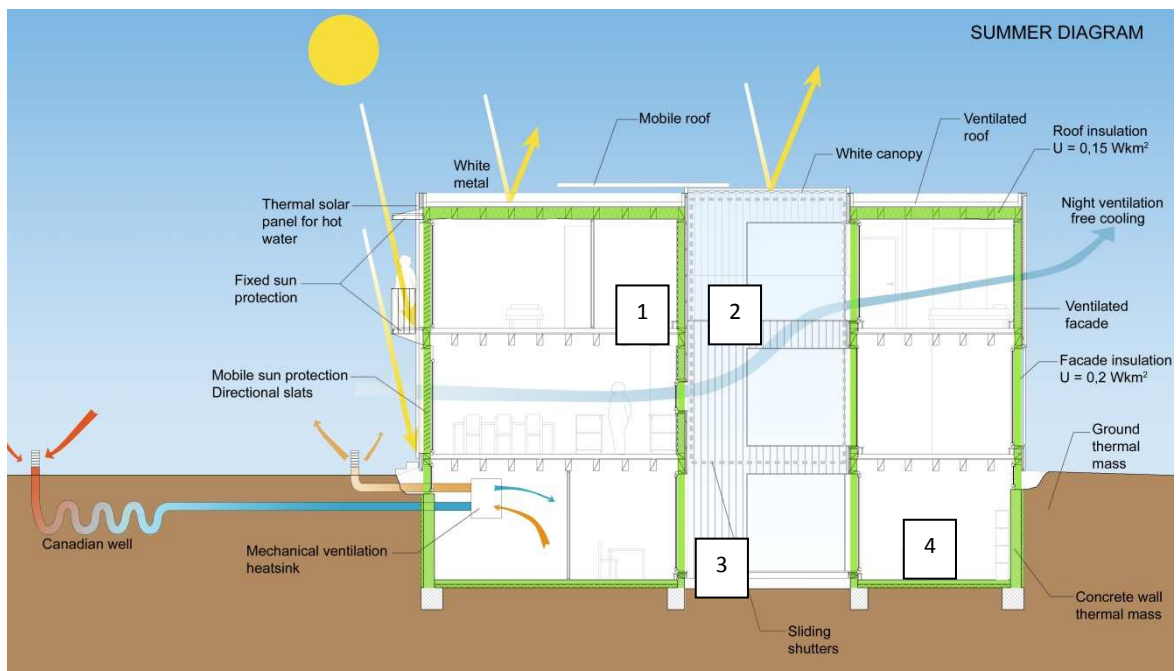 SUMMER DIAGRAM
Mobile roof
Ventilated
roof
Roof insulation
U = 0,15 Wkm²
White
metal
White canopy
Thermal solar
panel for hot
water
Night ventilation
free cooling
Fixed sun
protection
1
2
Ventilated
facade
Mobile sun protection
Directional slats
Facade insulation
U = 0,2 Wkm²
Ground
thermal
mass
Canadian well
Mechanical ventilation
heatsink
3
4
Concrete wall
thermal mass
Sliding
shutters